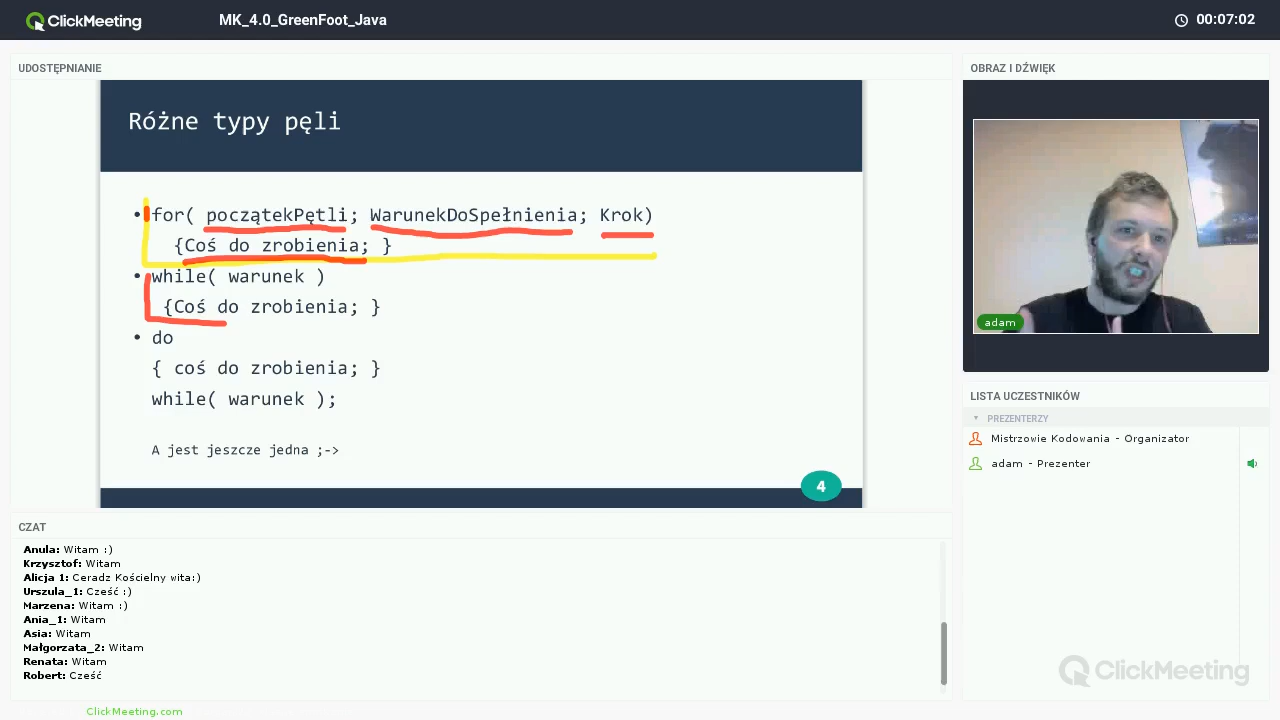 ClickMeeting
MK_4.0_GreenFoot_Java
00:07:02
UDOSTĘPNIANIE
Różne typy pęli
• for( początekPętli; WarunekDoSpełnienia; Krok)
{Coś do zrobienia; }
• while( warunek )
{Coś do zrobienia; }
• do
{ coś do zrobienia; }
while( warunek );
A jest jeszcze jedna ;->
4
OBRAZ I DŹWIĘK
adam
LISTA UCZESTNIKÓW
PREZENTERZY
Mistrzowie Kodowania - Organizator
adam - Prezenter
CZAT
Anula: Witam :)
Krzysztof: Witam
Alicja 1: Ceradz Kościelny wita:)
Urszula_1: Cześć :)
Marzena: Witam :)
Ania_1: Witam
Asia: Witam
Małgorzata_2: Witam
Renata: Witam
Robert: Cześć
ClickMeeting
ClickMeeting.com